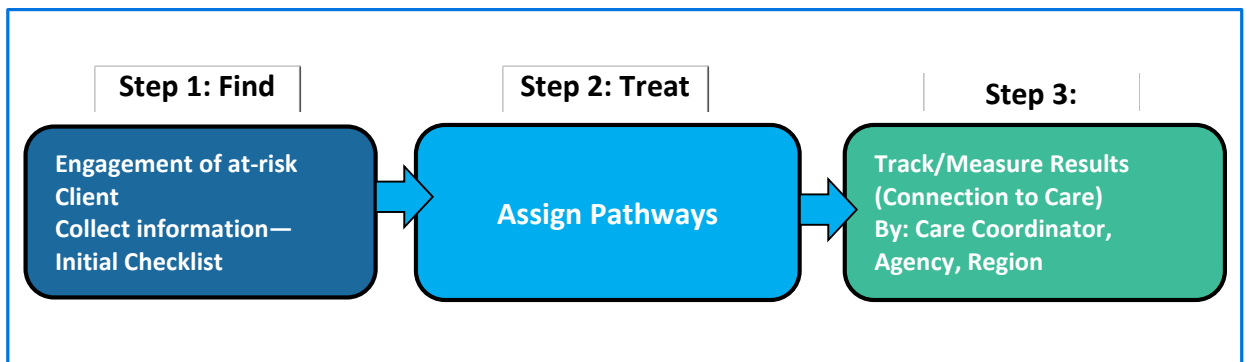 Step 1: Find
Step 2: Treat
Step 3:
Engagement of at-risk
Client
Collect information—
Initial Checklist
Assign Pathways
Track/Measure Results
(Connection to Care)
By: Care Coordinator,
Agency, Region